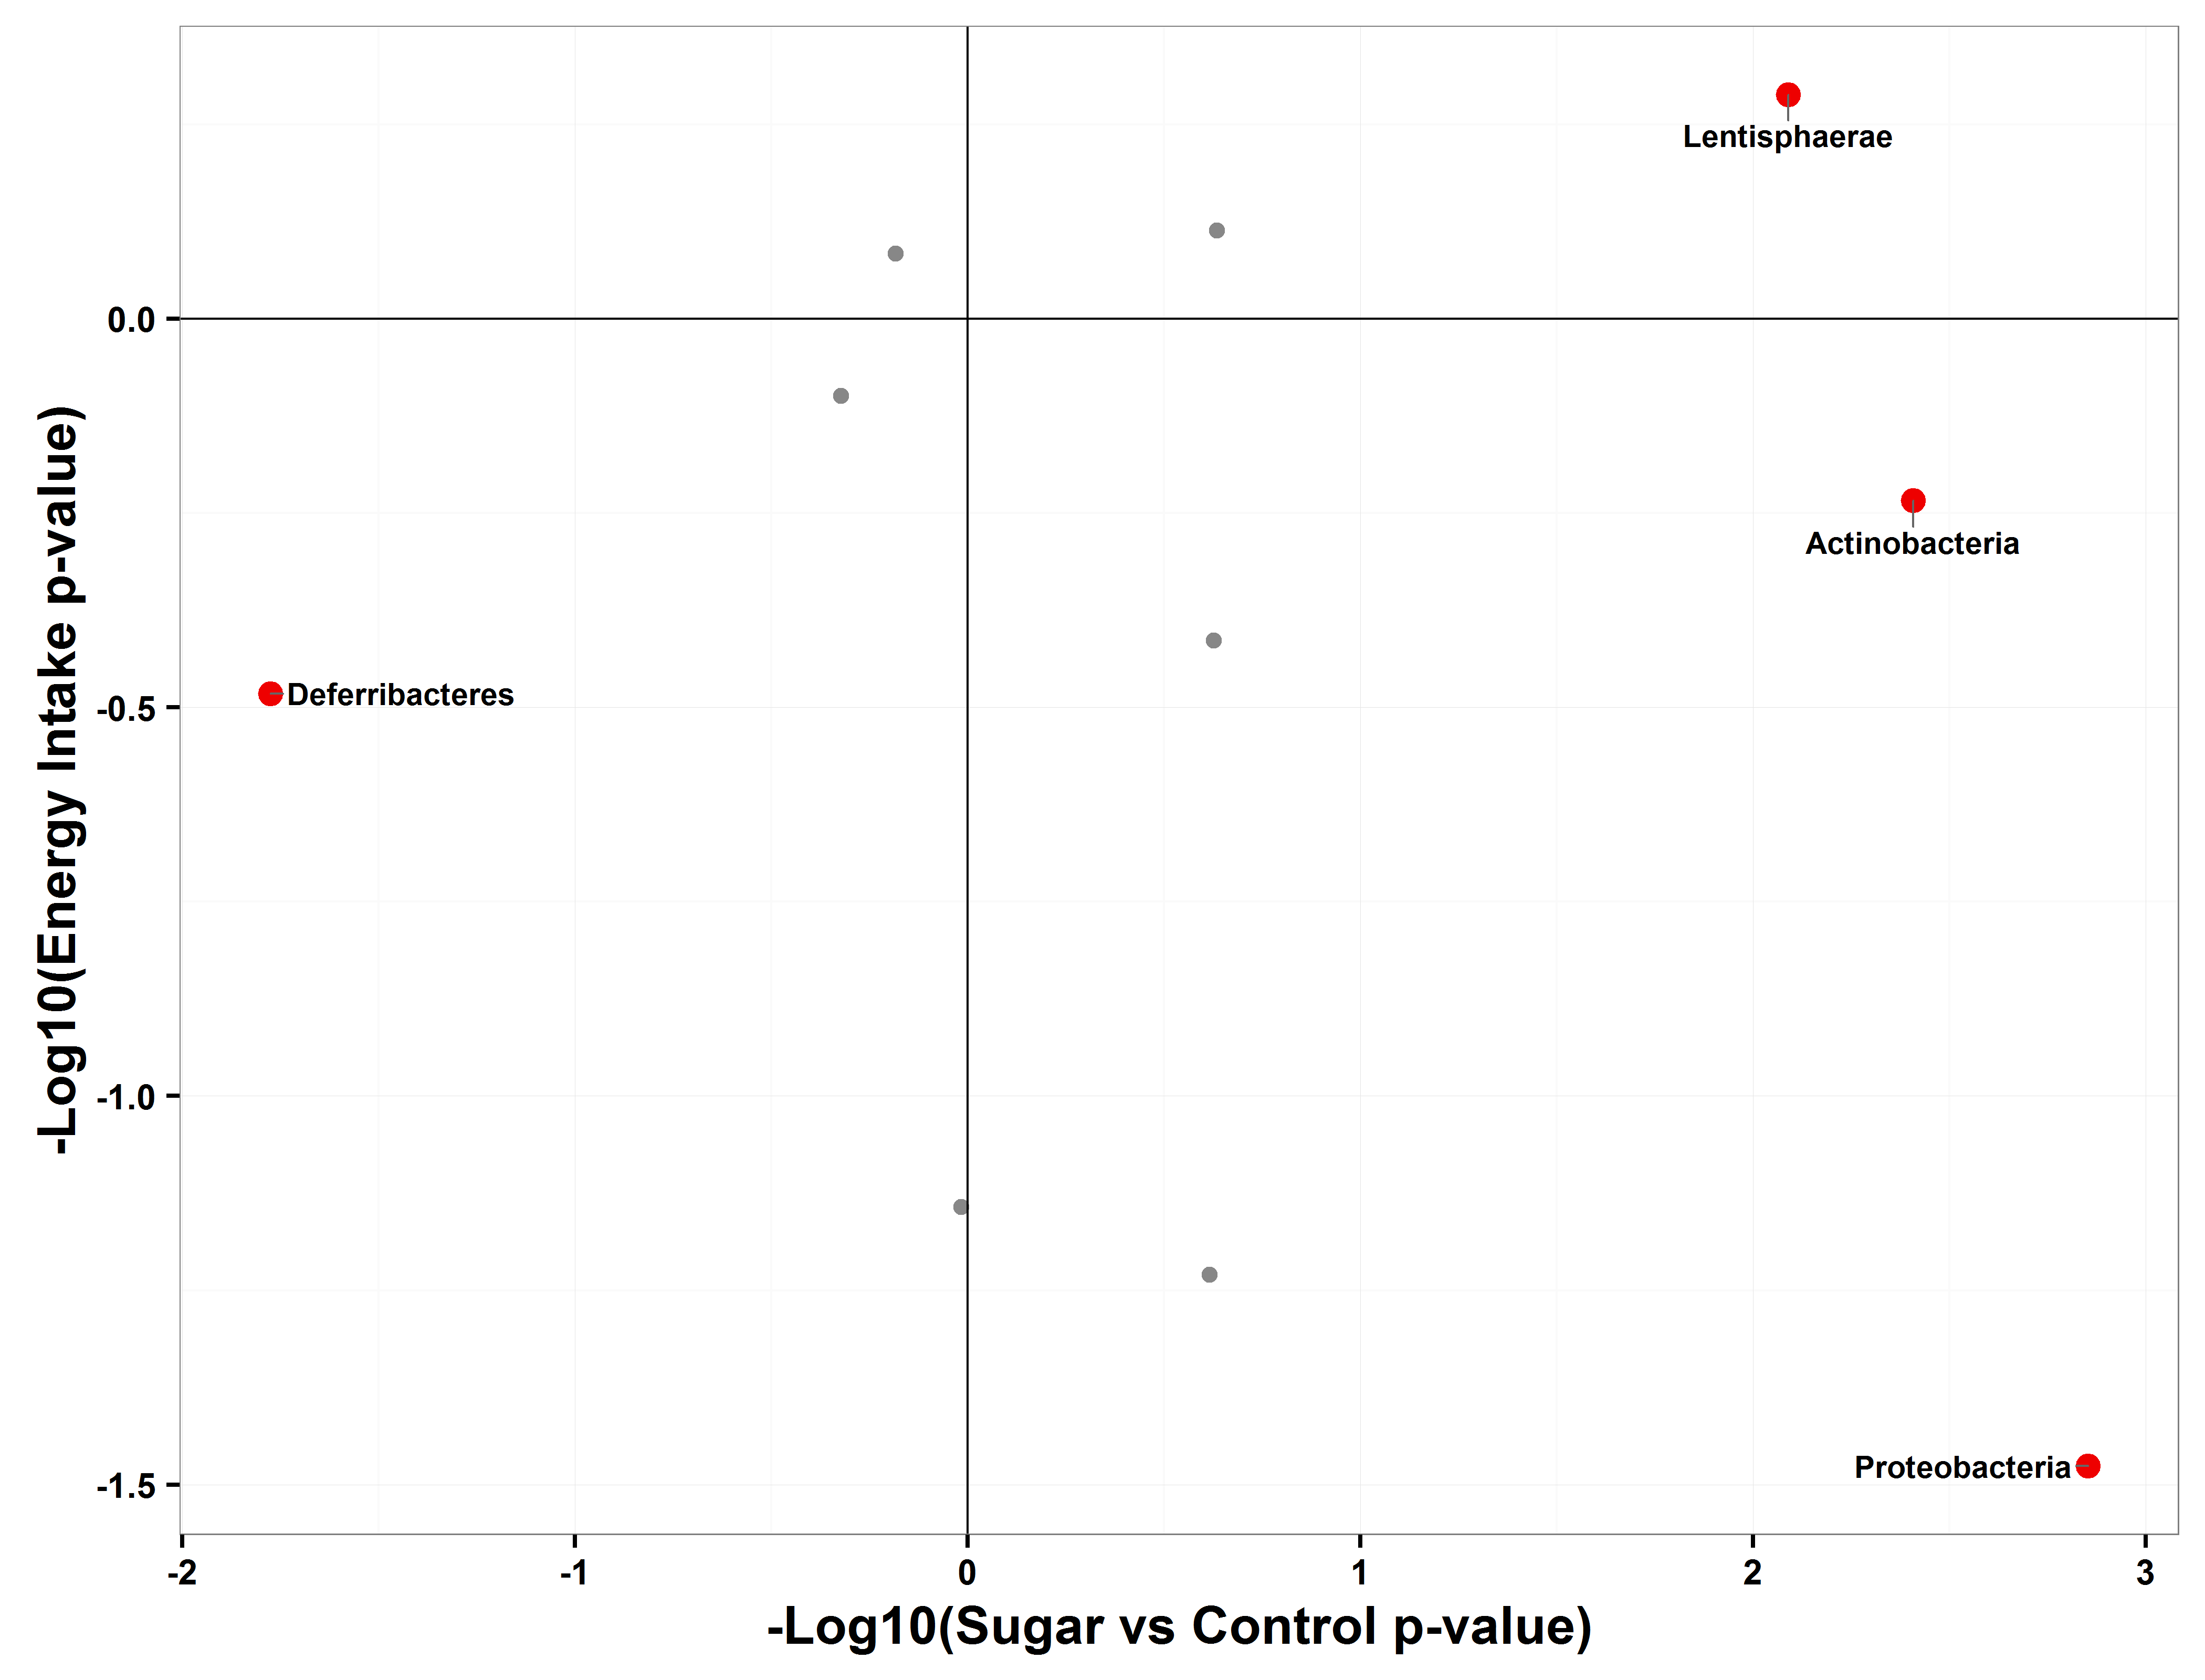 Lentisphaerae
0.0
Actinobacteria
Deferribacteres
-0.5
-1.0
Proteobacteria
-1.5
-2 -1 0 1 2 3
-Log10(Sugar vs Control p-value)
-Log10(Energy Intake p-value)